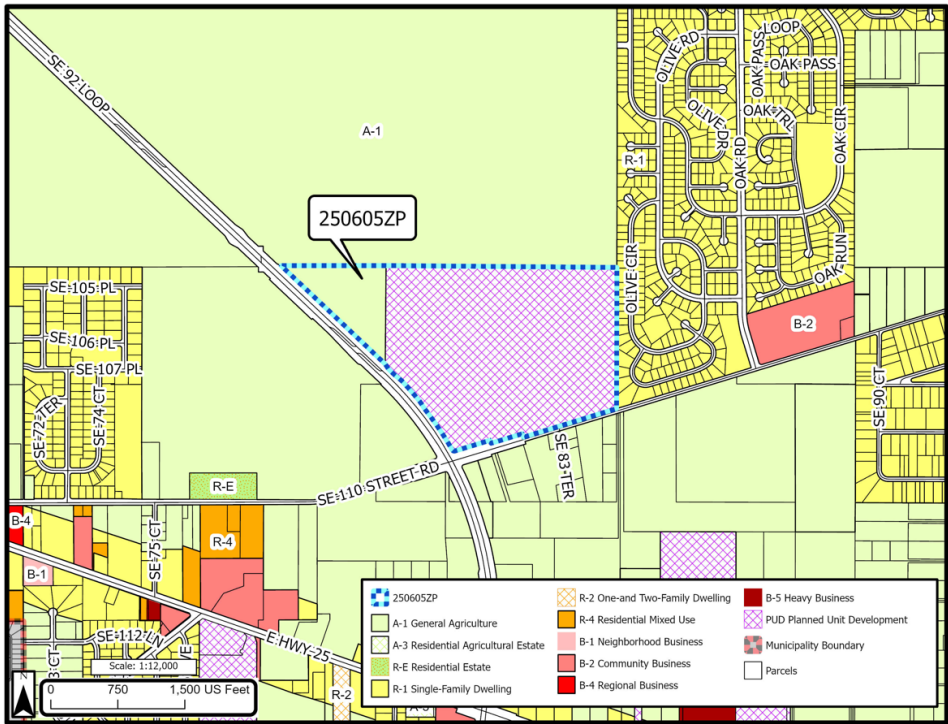 SE 92 LOOP
A-1
250605ZP
OLIVE RD
OAK PASS
LOOP
OAK PASS
OLIVE DR
OAK TRL
OAK RD
OAK CIR
R-1
OLIVE CIR
OAK RUN
B-2
SE 105 PL
SE 106 PL
SE 107 PL
SE 72 TER
SE 74 CT
SE 90 CT
SE 83 TER
SE 110 STREET RD
R-E
B-4
R-4
SE 75 CT
B-1
SE 112 LN
E HWY 25
R-2
Scale: 1:12,000
N
0 750 1,500 US Feet
250605ZP
A-1 General Agriculture
A-3 Residential Agricultural Estate
R-E Residential Estate
R-1 Single-Family Dwelling
R-2 One-and Two-Family Dwelling
R-4 Residential Mixed Use
B-1 Neighborhood Business
B-2 Community Business
B-4 Regional Business
B-5 Heavy Business
PUD Planned Unit Development
Municipality Boundary
Parcels